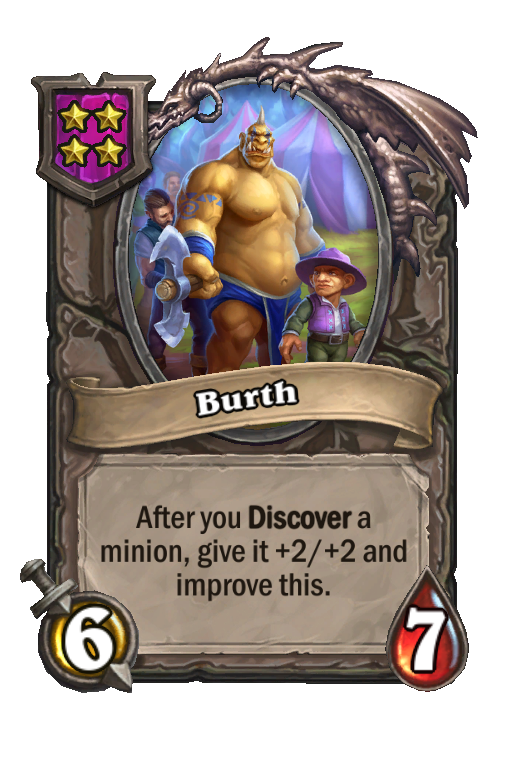 Burth
After you Discover a
minion, give it +2/+2 and
improve this.
6
7